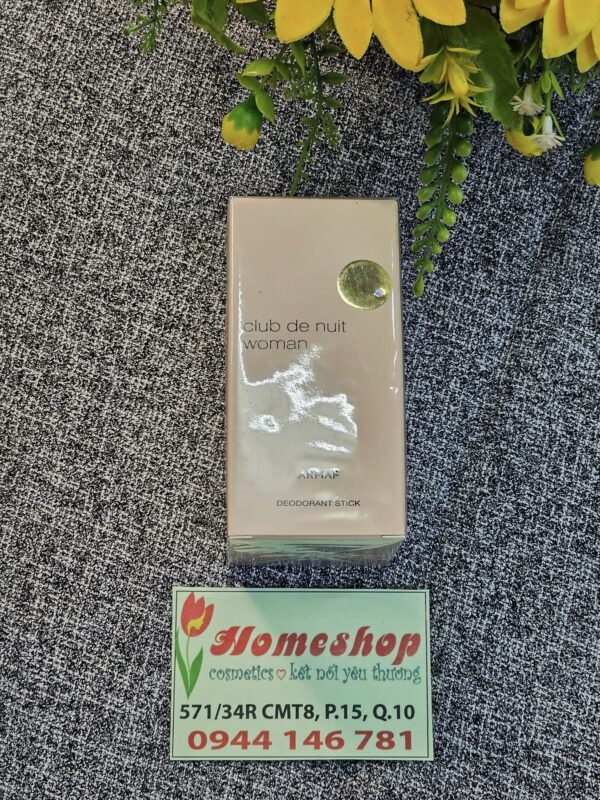 club de nuit
woman
ARMAF
DEODORANT STICK
Homeshop
cosmetics kết nối yêu thương
571/34R CMT8, P.15, Q.10
0944 146 781